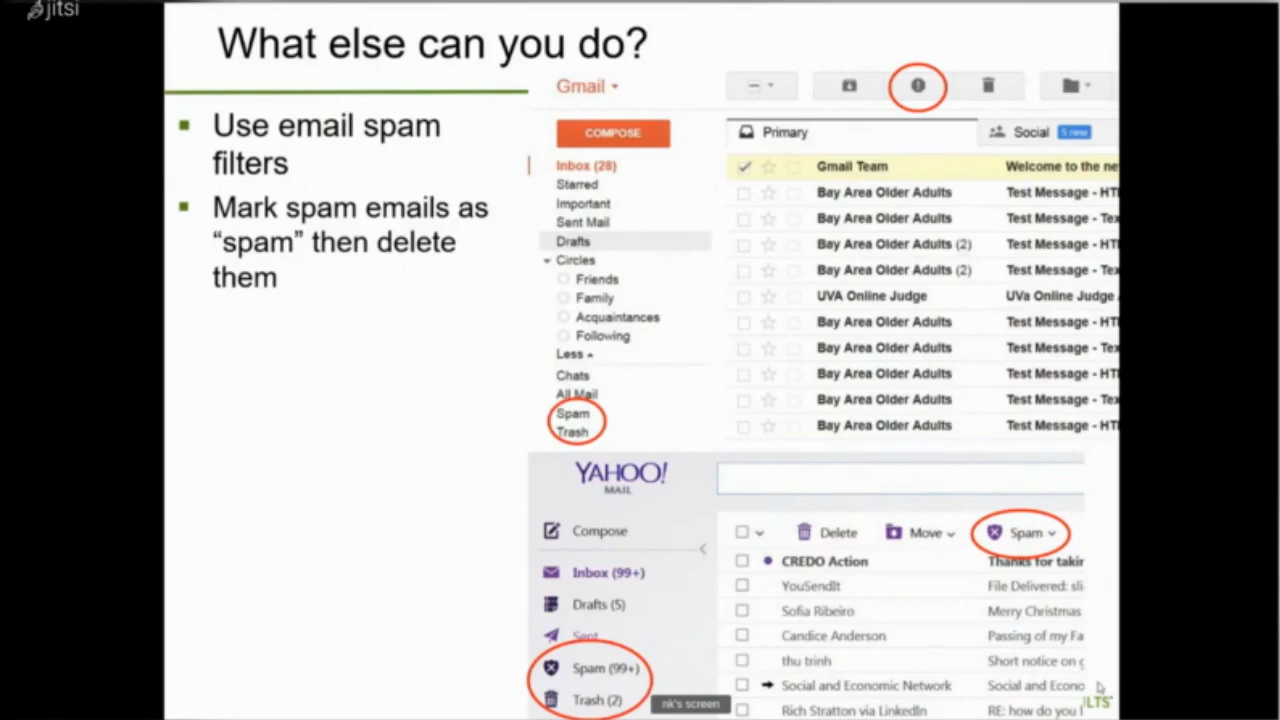 jitsi
What else can you do?
Use email spam
filters
Mark spam emails as
“spam” then delete
them
Gmail
COMPOSE
Inbox (28)
Starred
Important
Sent Mail
Drafts
Circles
Friends
Family
Acquaintances
Following
Less
Chats
All Mail
Spam
Trash
Primary
Social 5 new
Gmail Team Welcome to the ne
Bay Area Older Adults Test Message - HT
Bay Area Older Adults Test Message - Tex
Bay Area Older Adults (2) Test Message - HT
Bay Area Older Adults (2) Test Message - Tex
UVA Online Judge UVa Online Judge
Bay Area Older Adults Test Message - HT
Bay Area Older Adults Test Message - Tex
Bay Area Older Adults Test Message - HT
Bay Area Older Adults Test Message - Tex
Bay Area Older Adults Test Message - HT
YAHOO!
MAIL
Compose
Inbox (99+)
Drafts (5)
Sent
Spam (99+)
Trash (2)
Delete Move Spam
CREDO Action Thanks for takin
YouSendIt File Delivered: sli
Sofia Ribeiro Merry Christmas
Candice Anderson Passing of my Fa
thu trinh Short notice on g
Social and Economic Network Social and Econo
Rich Stratton via LinkedIn RE: how do you l
nk's screen
LTS